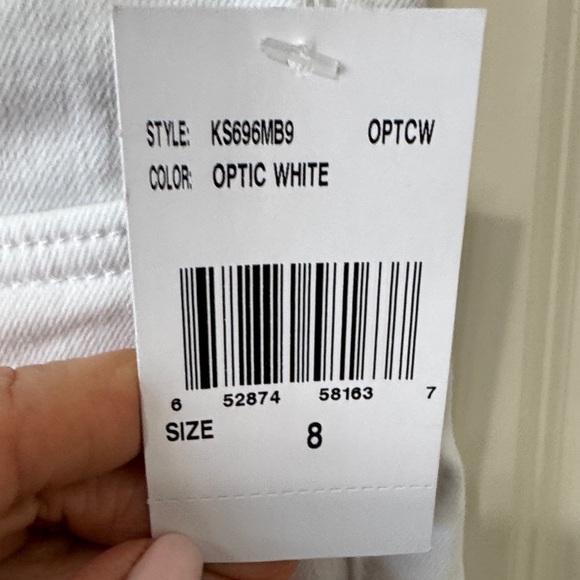 STYLE: KS696MB9 OPTCW
COLOR: OPTIC WHITE
6 52874 58163 7
SIZE 8